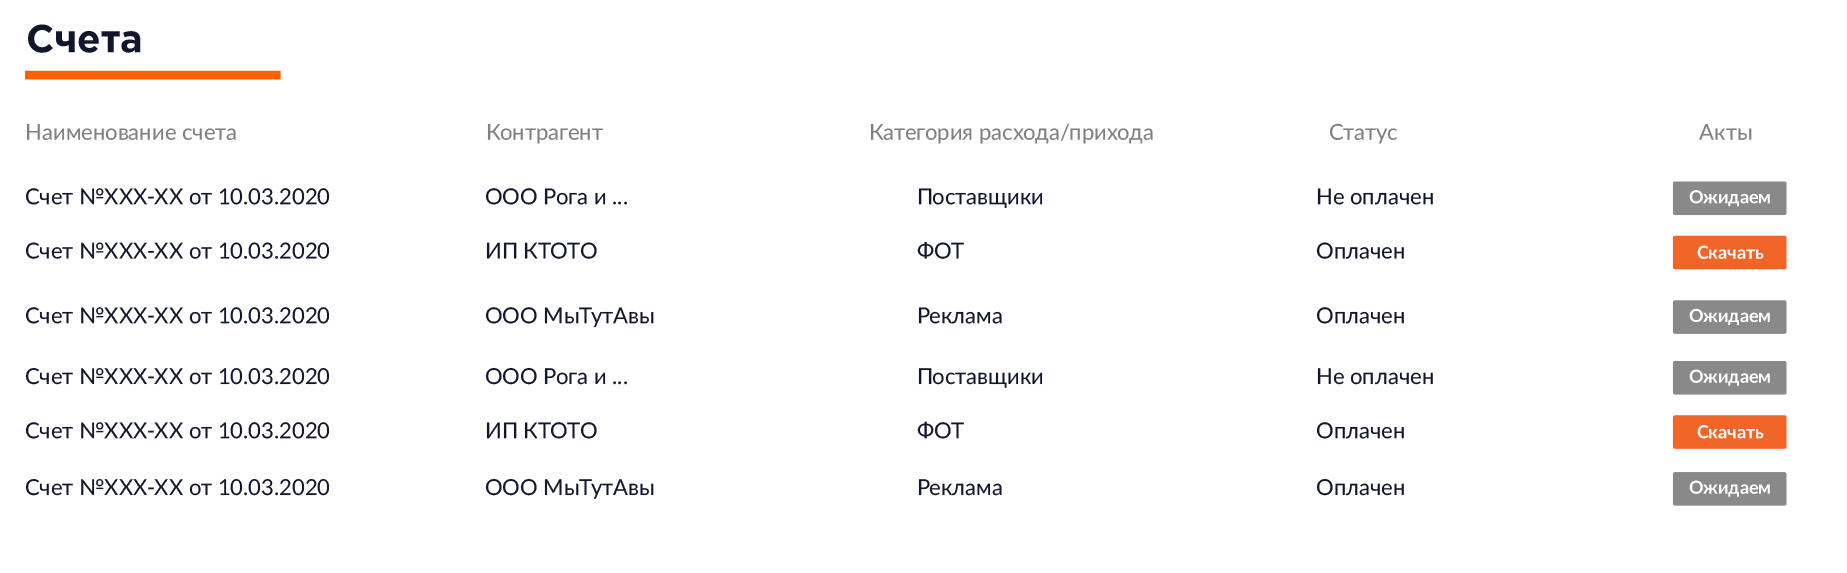 Счета
Наименование счета Контрагент Категория расхода/прихода Статус Акты
Счет №XXX-XX от 10.03.2020 ООО Рога и ... Поставщики Не оплачен Ожидаем
Счет №XXX-XX от 10.03.2020 ИП КТОТО ФОТ Оплачен Скачать
Счет №XXX-XX от 10.03.2020 ООО МыТутАвы Реклама Оплачен Ожидаем
Счет №XXX-XX от 10.03.2020 ООО Рога и ... Поставщики Не оплачен Ожидаем
Счет №XXX-XX от 10.03.2020 ИП КТОТО ФОТ Оплачен Скачать
Счет №XXX-XX от 10.03.2020 ООО МыТутАвы Реклама Оплачен Ожидаем